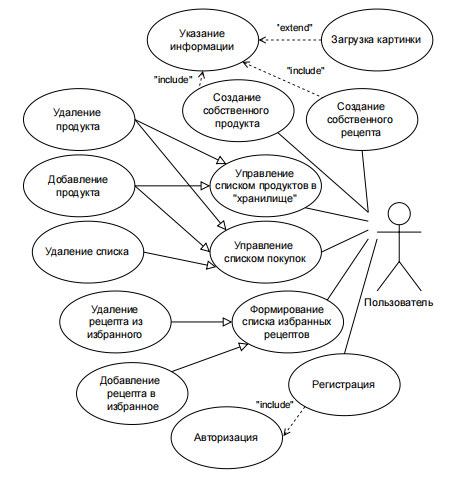 Указание
информации
"extend"
Загрузка картинки
"include"
"include"
Создание
собственного
продукта
Создание
собственного
рецепта
Удаление
продукта
Добавление
продукта
Управление
списком продуктов в
"хранилище"
Удаление списка
Управление
списком покупок
Пользователь
Удаление
рецепта из
избранного
Формирование
списка избранных
рецептов
Добавление
рецепта в
избранное
Регистрация
"include"
Авторизация